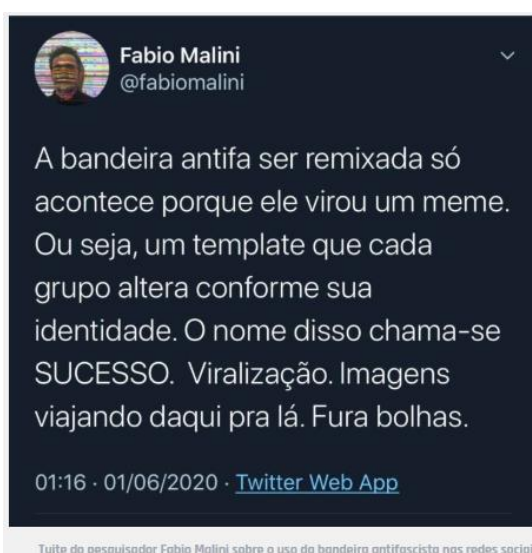 Fabio Malini
@fabiomalini
A bandeira antifa ser remixada só
acontece porque ele virou um meme.
Ou seja, um template que cada
grupo altera conforme sua
identidade. O nome disso chama-se
SUCESSO.  Viralização. Imagens
viajando daqui pra lá. Fura bolhas.
01:16 · 01/06/2020 · Twitter Web App
Tuite do pesquisador Fabio Malini sobre o uso da bandeira antifascista nas redes